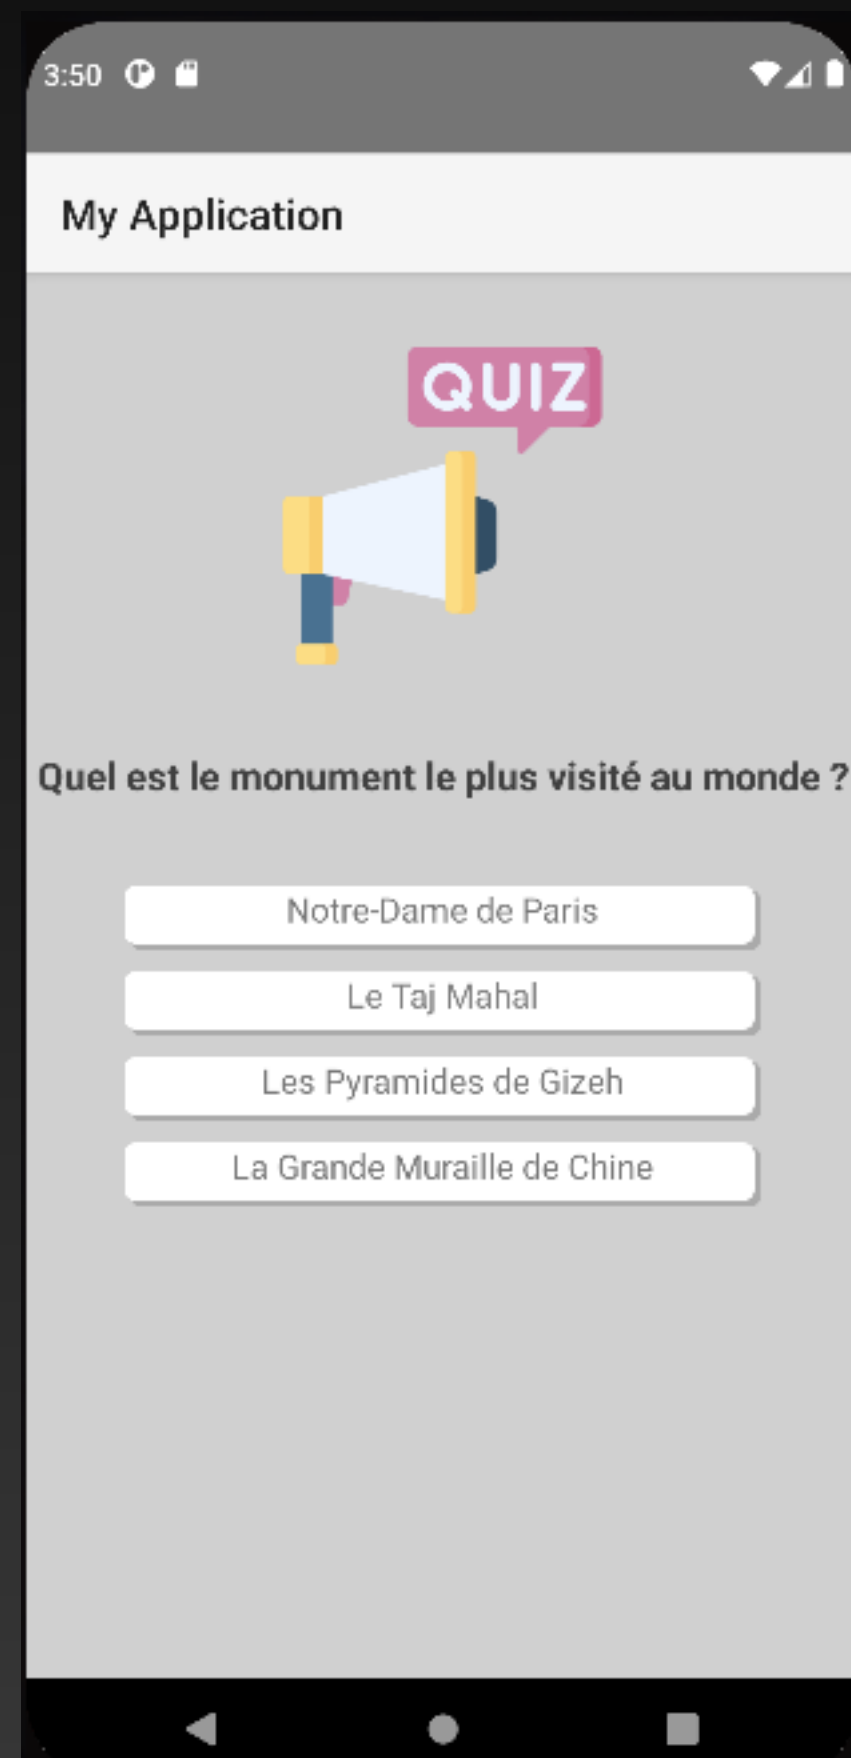 3:50
My Application
QUIZ
Quel est le monument le plus visité au monde ?
Notre-Dame de Paris
Le Taj Mahal
Les Pyramides de Gizeh
La Grande Muraille de Chine